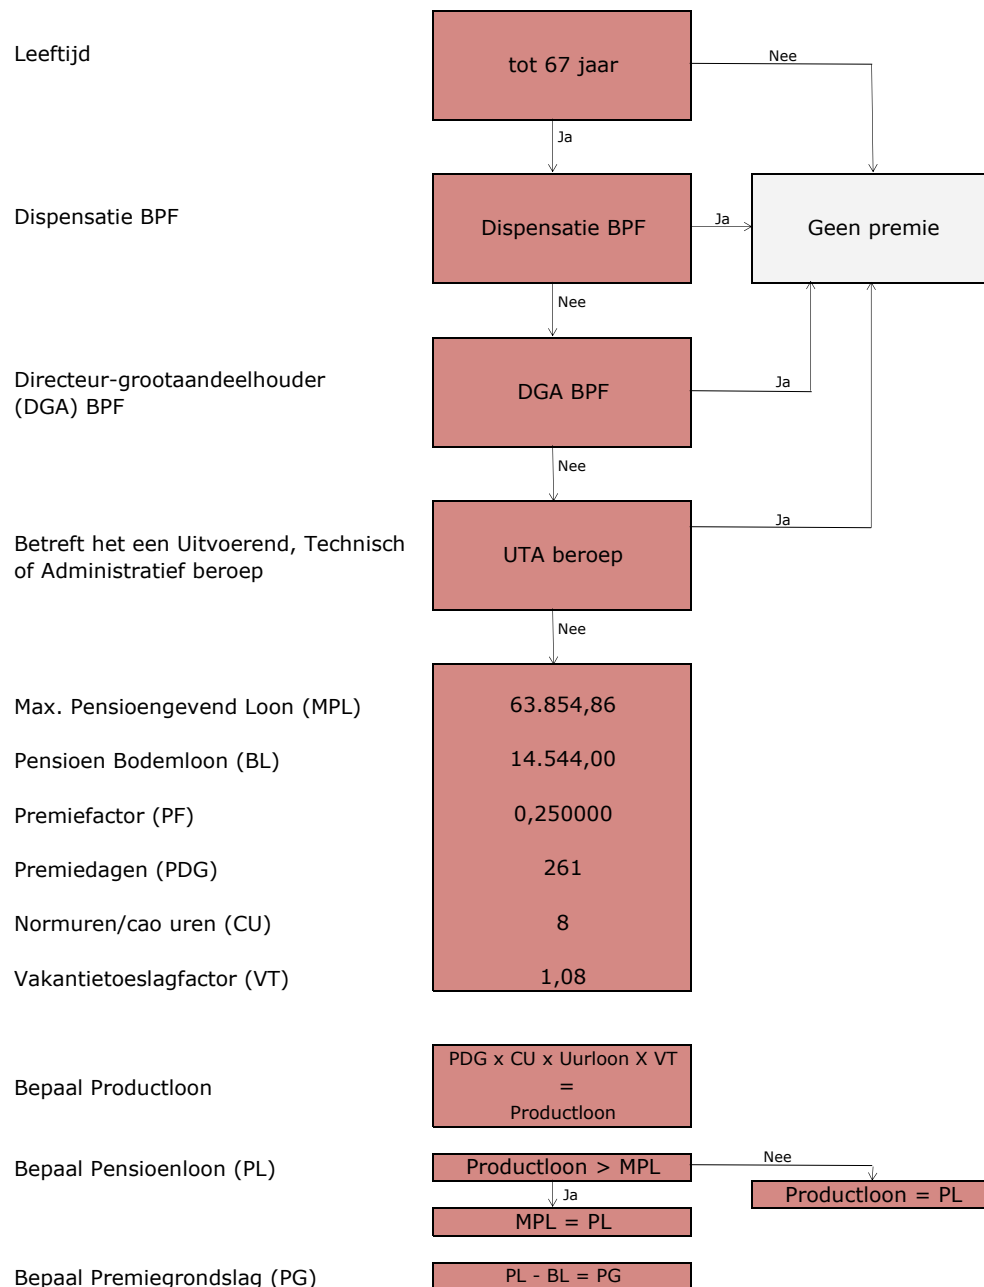 Leeftijd
tot 67 jaar
Nee
Ja
Dispensatie BPF
Dispensatie BPF
Ja
Geen premie
Nee
Directeur-grootaandeelhouder
(DGA) BPF
DGA BPF
Ja
Nee
Betreft het een Uitvoerend, Technisch
of Administratief beroep
UTA beroep
Ja
Nee
Max. Pensioengevend Loon (MPL)
63.854,86
Pensioen Bodemloon (BL)
14.544,00
Premiefactor (PF)
0,250000
Premiedagen (PDG)
261
Normuren/cao uren (CU)
8
Vakantietoeslagfactor (VT)
1,08
Bepaal Productloon
PDG x CU x Uurloon X VT
=
Productloon
Bepaal Pensioenloon (PL)
Productloon > MPL
Nee
Ja
Productloon = PL
MPL = PL
Bepaal Premiegrondslag (PG)
PL - BL = PG